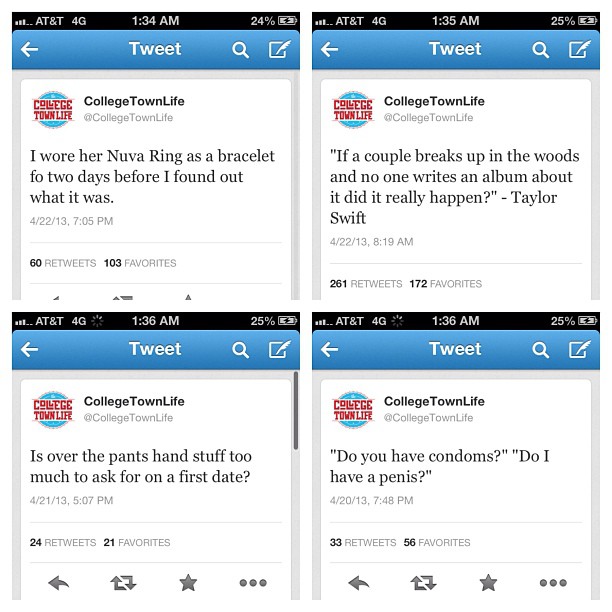 AT&T 4G 1:34 AM 24%
Tweet
COLLEGE
TOWN LIFE
CollegeTownLife
@CollegeTownLife
I wore her Nuva Ring as a bracelet
fo two days before I found out
what it was.
4/22/13, 7:05 PM
60 RETWEETS 103 FAVORITES
AT&T 4G 1:35 AM 25%
Tweet
COLLEGE
TOWN LIFE
CollegeTownLife
@CollegeTownLife
"If a couple breaks up in the woods
and no one writes an album about
it did it really happen?" - Taylor
Swift
4/22/13, 8:19 AM
261 RETWEETS 172 FAVORITES
AT&T 4G 1:36 AM 25%
Tweet
COLLEGE
TOWN LIFE
CollegeTownLife
@CollegeTownLife
Is over the pants hand stuff too
much to ask for on a first date?
4/21/13, 5:07 PM
24 RETWEETS 21 FAVORITES
AT&T 4G 1:36 AM 25%
Tweet
COLLEGE
TOWN LIFE
CollegeTownLife
@CollegeTownLife
"Do you have condoms?" "Do I
have a penis?"
4/20/13, 7:48 PM
33 RETWEETS 56 FAVORITES